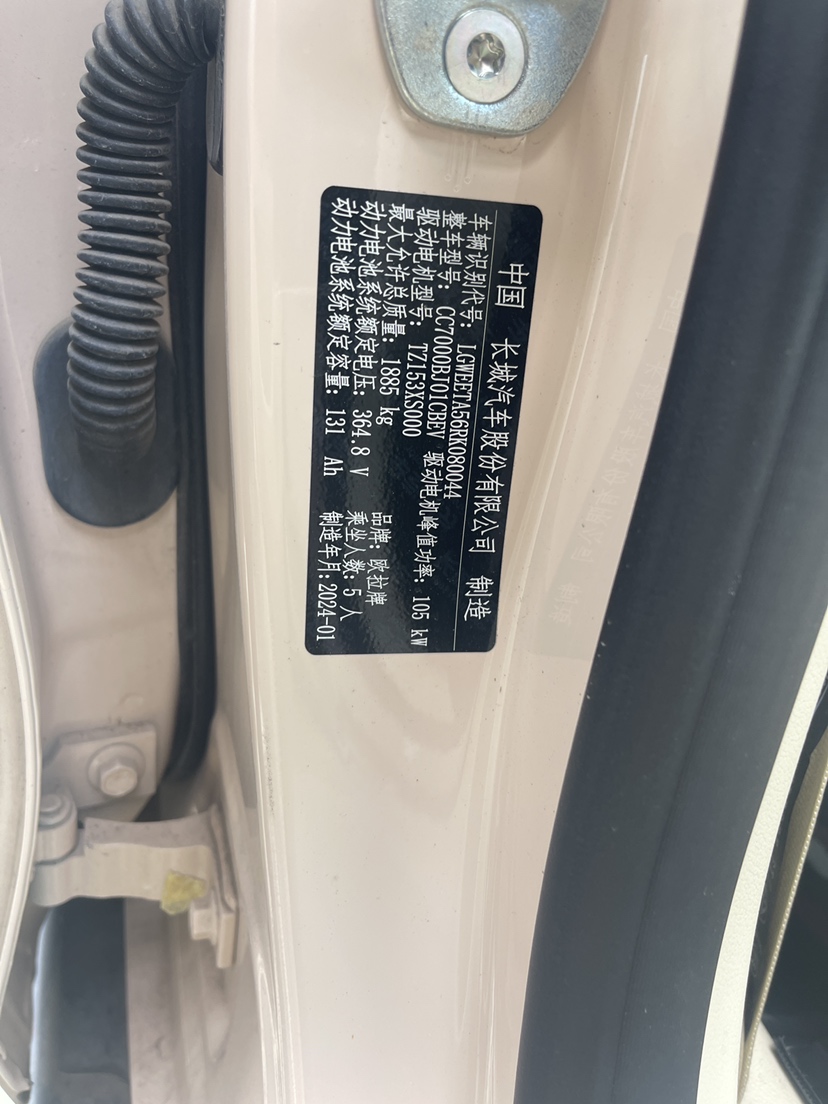 中国 长城汽车股份有限公司 制造
车辆识别代号: LGWEETA56RK080044
整车型号: CC7000BJ01CBEV 驱动电机峰值功率: 105 kW
驱动电机型号: TZ153XS000
最大允许总质量: 1885 kg 品牌: 欧拉牌
动力电池系统额定电压: 364.8 V 乘坐人数: 5 人
动力电池系统额定容量: 131 Ah 制造年月: 2024-01